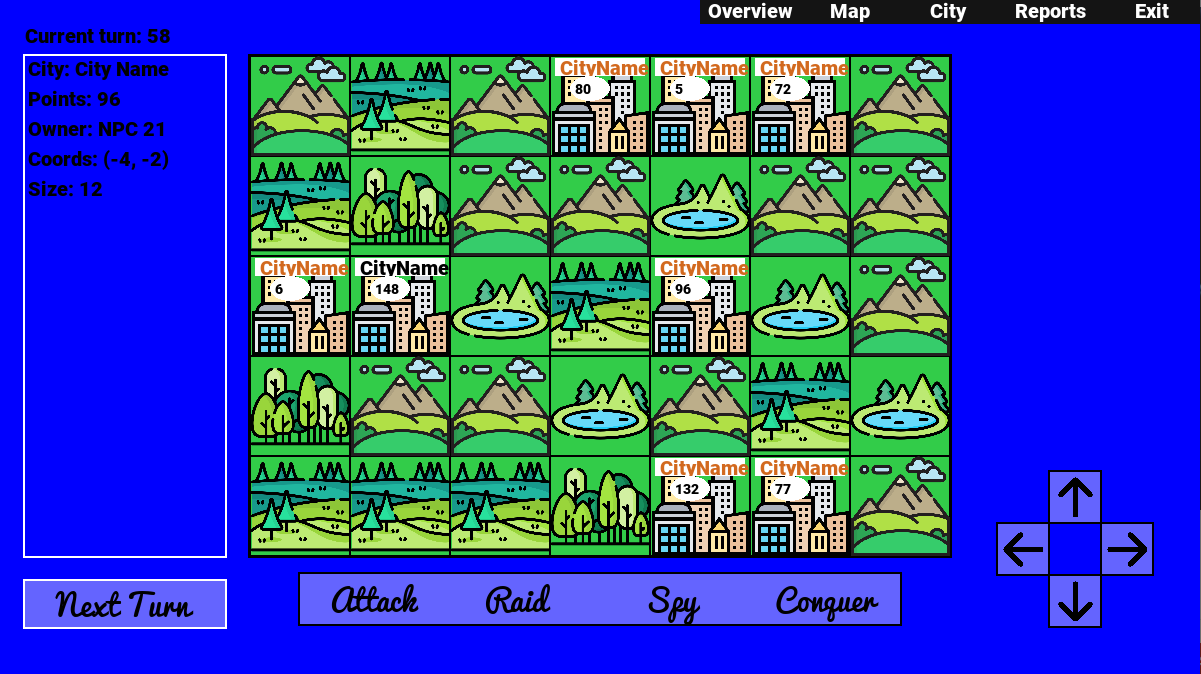 Overview Map City Reports Exit
Current turn: 58
City: City Name
Points: 96
Owner: NPC 21
Coords: (-4, -2)
Size: 12
CityName CityName CityName
80 5 72
CityName CityName CityName
6 148 96
CityName CityName
132 77
Next Turn
Attack Raid Spy Conquer